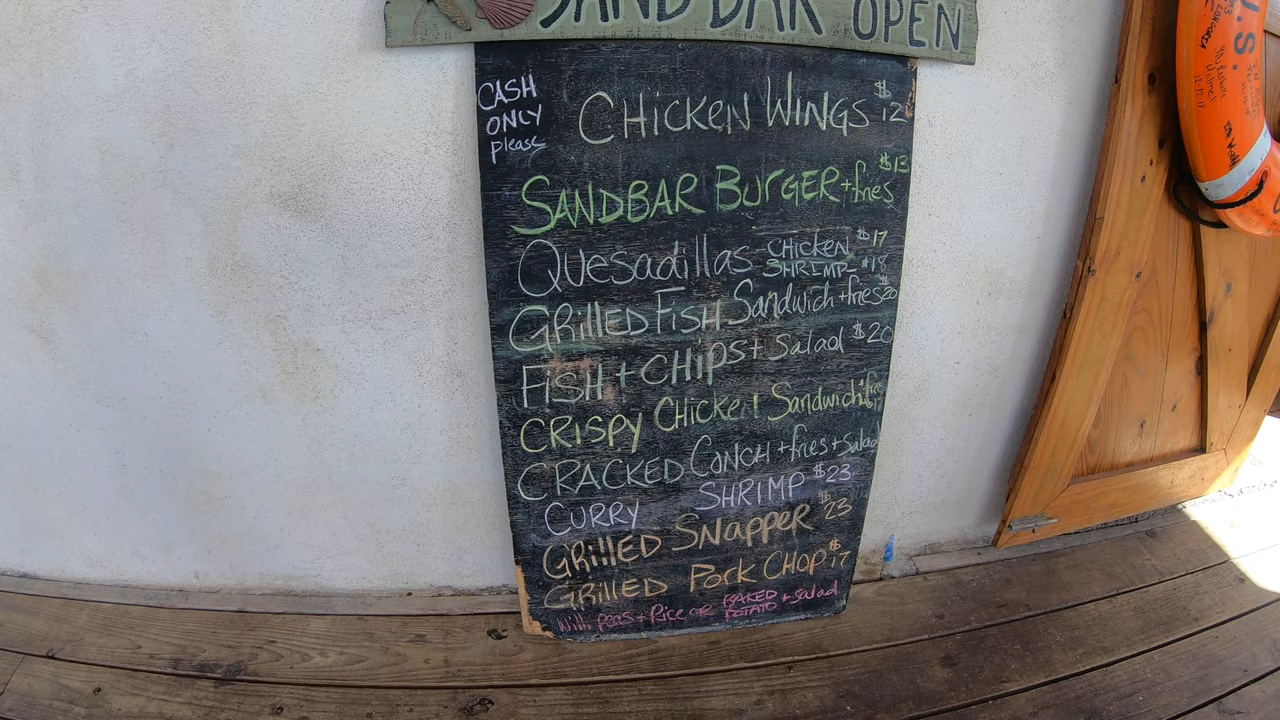 SAND BAR OPEN
CASH ONLY please
CHICKEN WINGS $12
SANDBAR BURGER + fries $13
Quesadillas - CHICKEN $17
SHRIMP - $18
GRILLED FISH Sandwich + fries $20
FISH + CHIPS + Salad $20
CRISPY CHICKEN Sandwich +
CRACKED CONCH + fries + Salad
CURRY SHRIMP $23
GRILLED SNAPPER $23
GRILLED PORK CHOP $17
With peas + Rice or BAKED POTATO + Salad
U.S.